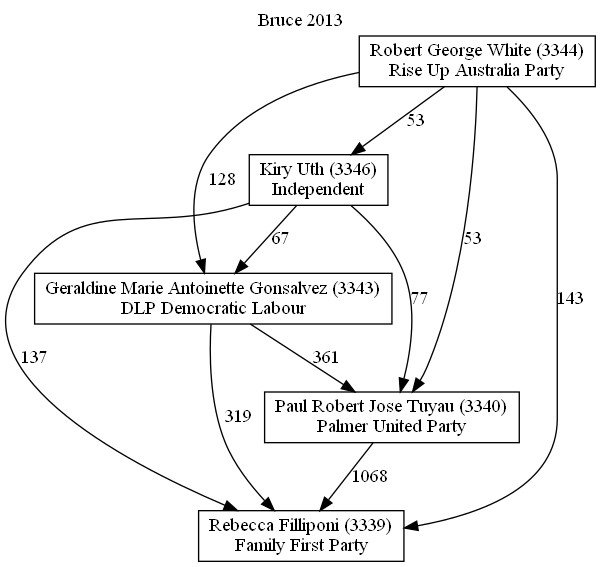 Bruce 2013
Robert George White (3344)
Rise Up Australia Party
53
Kiry Uth (3346)
Independent
128
67
53
Geraldine Marie Antoinette Gonsalvez (3343)
DLP Democratic Labour
77
143
137
361
Paul Robert Jose Tuyau (3340)
Palmer United Party
319
1068
Rebecca Filliponi (3339)
Family First Party